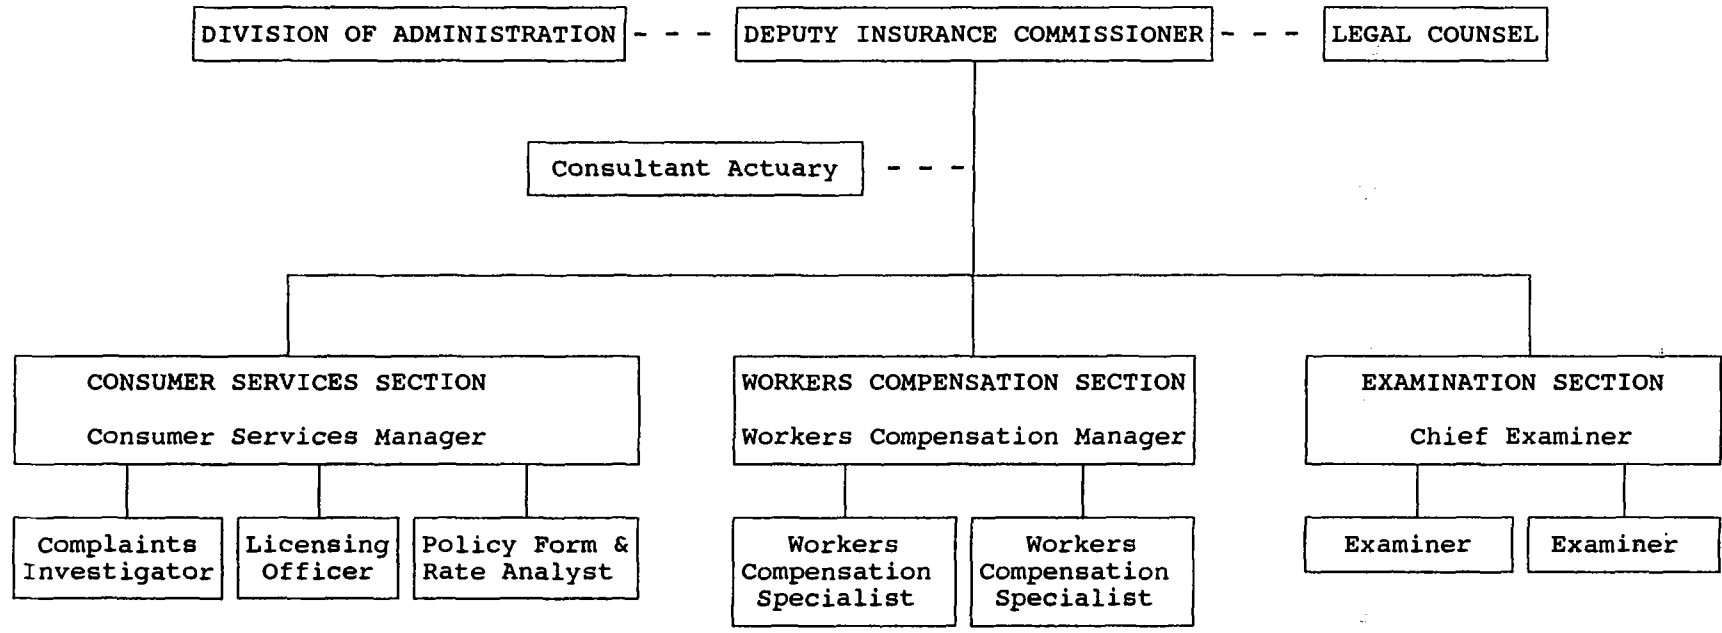 DIVISION OF ADMINISTRATION
DEPUTY INSURANCE COMMISSIONER
LEGAL COUNSEL
Consultant Actuary
CONSUMER SERVICES SECTION
Consumer Services Manager
WORKERS COMPENSATION SECTION
Workers Compensation Manager
EXAMINATION SECTION
Chief Examiner
Complaints
Investigator
Licensing
Officer
Policy Form &
Rate Analyst
Workers
Compensation
Specialist
Workers
Compensation
Specialist
Examiner
Examiner